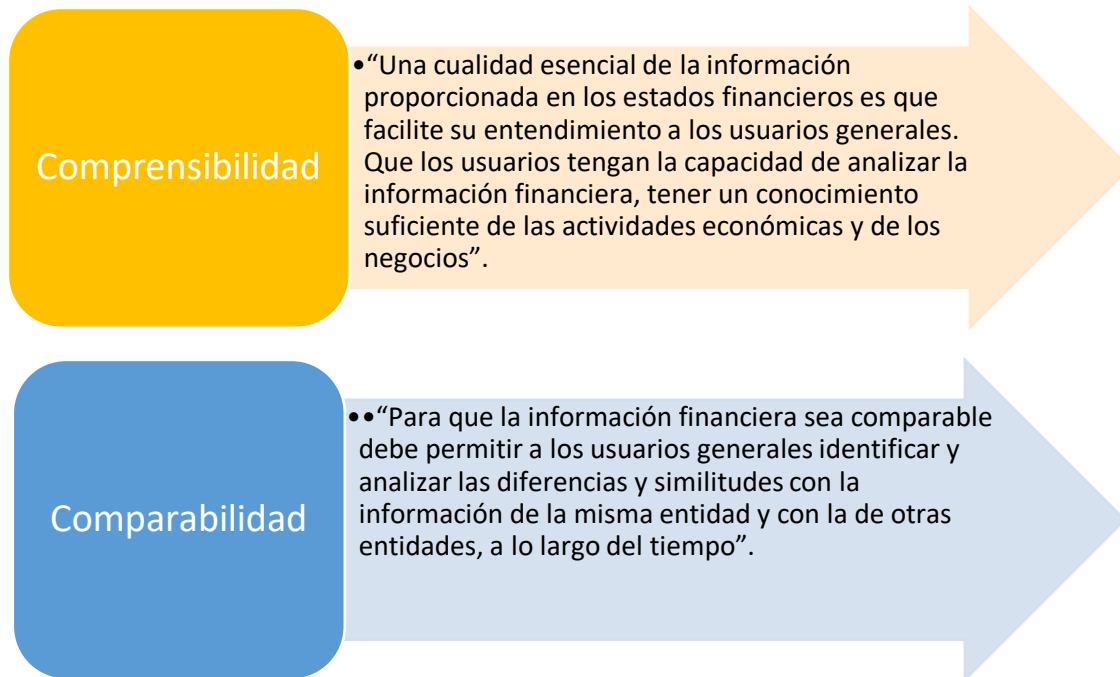 Comprensibilidad
•“Una cualidad esencial de la información
proporcionada en los estados financieros es que
facilite su entendimiento a los usuarios generales.
Que los usuarios tengan la capacidad de analizar la
información financiera, tener un conocimiento
suficiente de las actividades económicas y de los
negocios”.
Comparabilidad
••“Para que la información financiera sea comparable
debe permitir a los usuarios generales identificar y
analizar las diferencias y similitudes con la
información de la misma entidad y con la de otras
entidades, a lo largo del tiempo”.